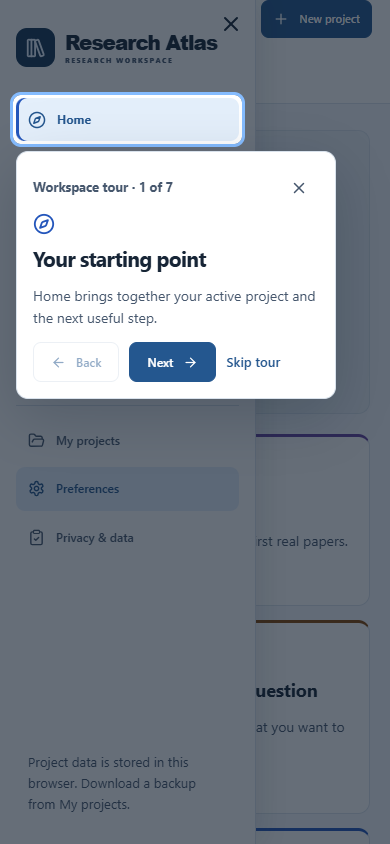 Research Atlas
RESEARCH WORKSPACE
New project
Home
Workspace tour · 1 of 7
Your starting point
Home brings together your active project and
the next useful step.
Back
Next
Skip tour
My projects
Preferences
Privacy & data
irst real papers.
uestion
at you want to
Project data is stored in this
browser. Download a backup
from My projects.